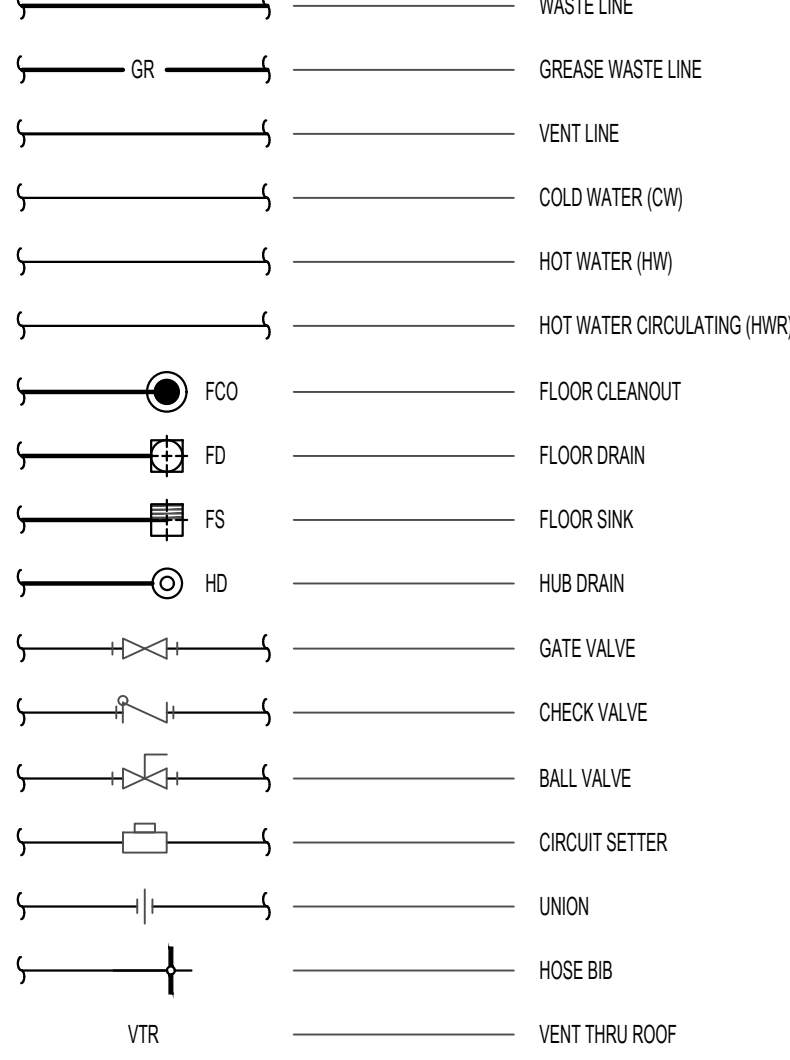 WASTE LINE
GR GREASE WASTE LINE
VENT LINE
COLD WATER (CW)
HOT WATER (HW)
HOT WATER CIRCULATING (HWR)
FCO FLOOR CLEANOUT
FD FLOOR DRAIN
FS FLOOR SINK
HD HUB DRAIN
GATE VALVE
CHECK VALVE
BALL VALVE
CIRCUIT SETTER
UNION
HOSE BIB
VTR VENT THRU ROOF